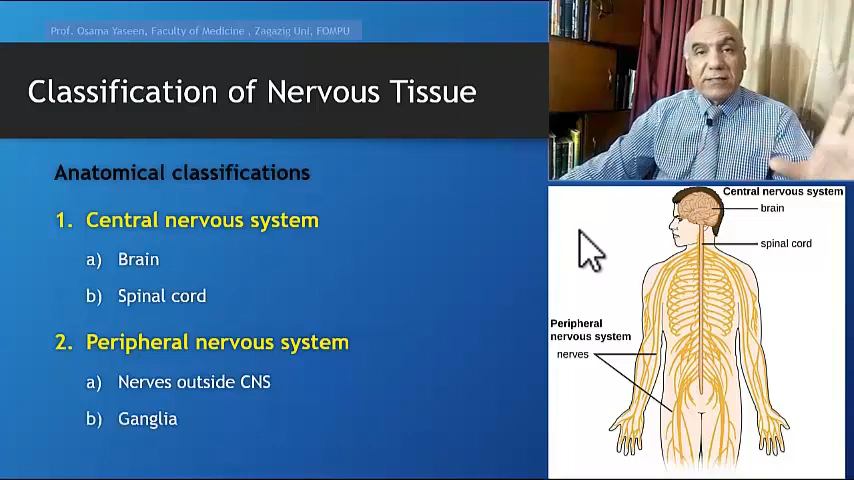 Prof. Osama Yaseen, Faculty of Medicine , Zagazig Uni, FOMPU
Classification of Nervous Tissue
Anatomical classifications
1. Central nervous system
a) Brain
b) Spinal cord
2. Peripheral nervous system
a) Nerves outside CNS
b) Ganglia
Central nervous system
brain
spinal cord
Peripheral
nervous system
nerves